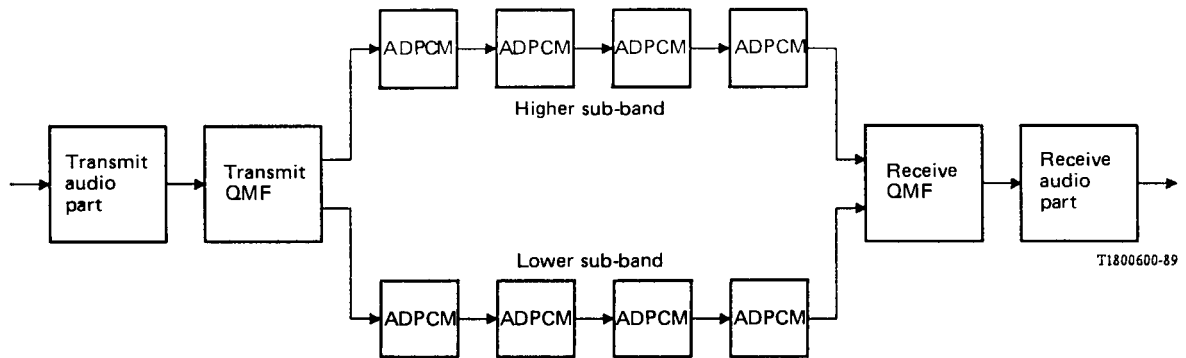 ADPCM ADPCM ADPCM ADPCM
Higher sub-band
Transmit
audio
part
Transmit
QMF
Receive
QMF
Receive
audio
part
T1800600-89
Lower sub-band
ADPCM ADPCM ADPCM ADPCM